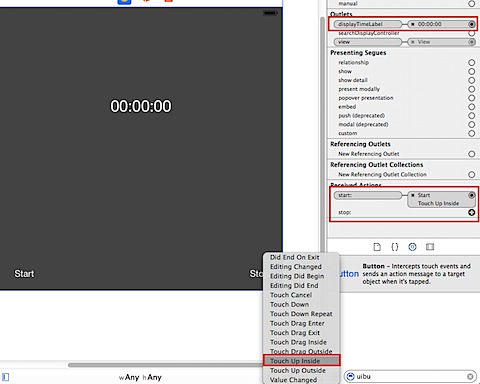 manual
Outlets
displayTimeLabel 00:00:00
searchDisplayController
view View
Presenting Segues
relationship
show
show detail
present modally
popover presentation
embed
push (deprecated)
modal (deprecated)
custom
Referencing Outlets
New Referencing Outlet
Referencing Outlet Collections
New Referencing Outlet Collection
Received Actions
start: Start
Touch Up Inside
stop:
00:00:00
Start
Sto
Did End On Exit
Editing Changed
Editing Did Begin
Editing Did End
Touch Cancel
Touch Down
Touch Down Repeat
Touch Drag Enter
Touch Drag Exit
Touch Drag Inside
Touch Drag Outside
Touch Up Inside
Touch Up Outside
Value Changed
Button
Button – Intercepts touch events and
sends an action message to a target
object when it's tapped.
wAny hAny
uibu